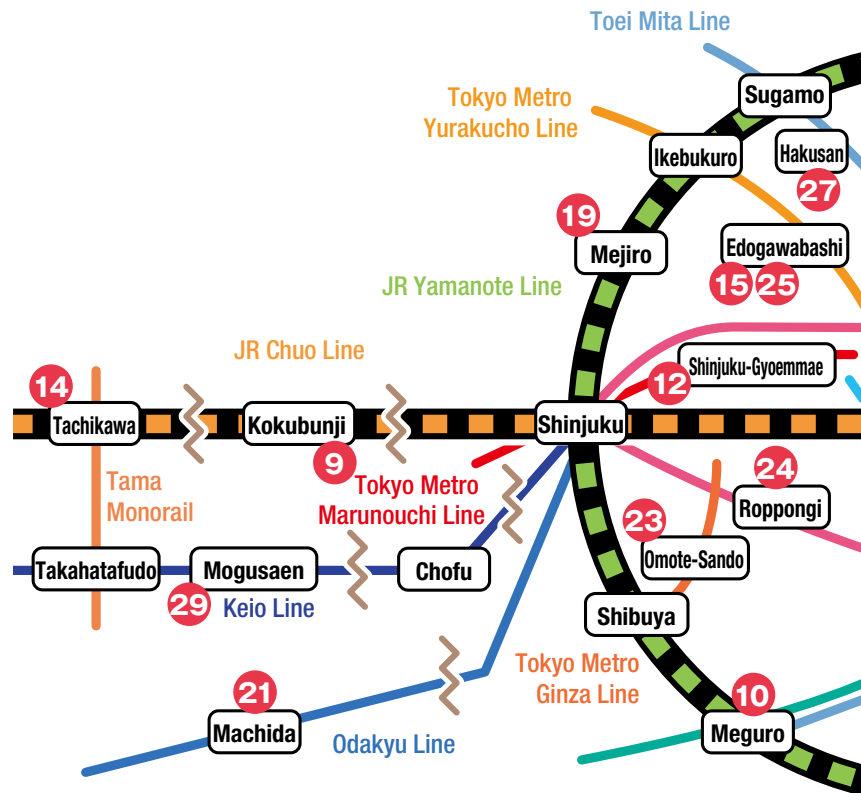 Toei Mita Line
Sugamo
Tokyo Metro
Yurakucho Line
Ikebukuro
Hakusan
27
19
Mejiro
Edogawabashi
15 25
JR Yamanote Line
JR Chuo Line
Shinjuku-Gyoemmae
12
14
Tachikawa
Kokubunji
9
Shinjuku
Tama
Monorail
Tokyo Metro
Marunouchi Line
24
Roppongi
23
Omote-Sando
Takahatafudo
Mogusaen
29
Keio Line
Chofu
Shibuya
Tokyo Metro
Ginza Line
21
Machida
Odakyu Line
10
Meguro